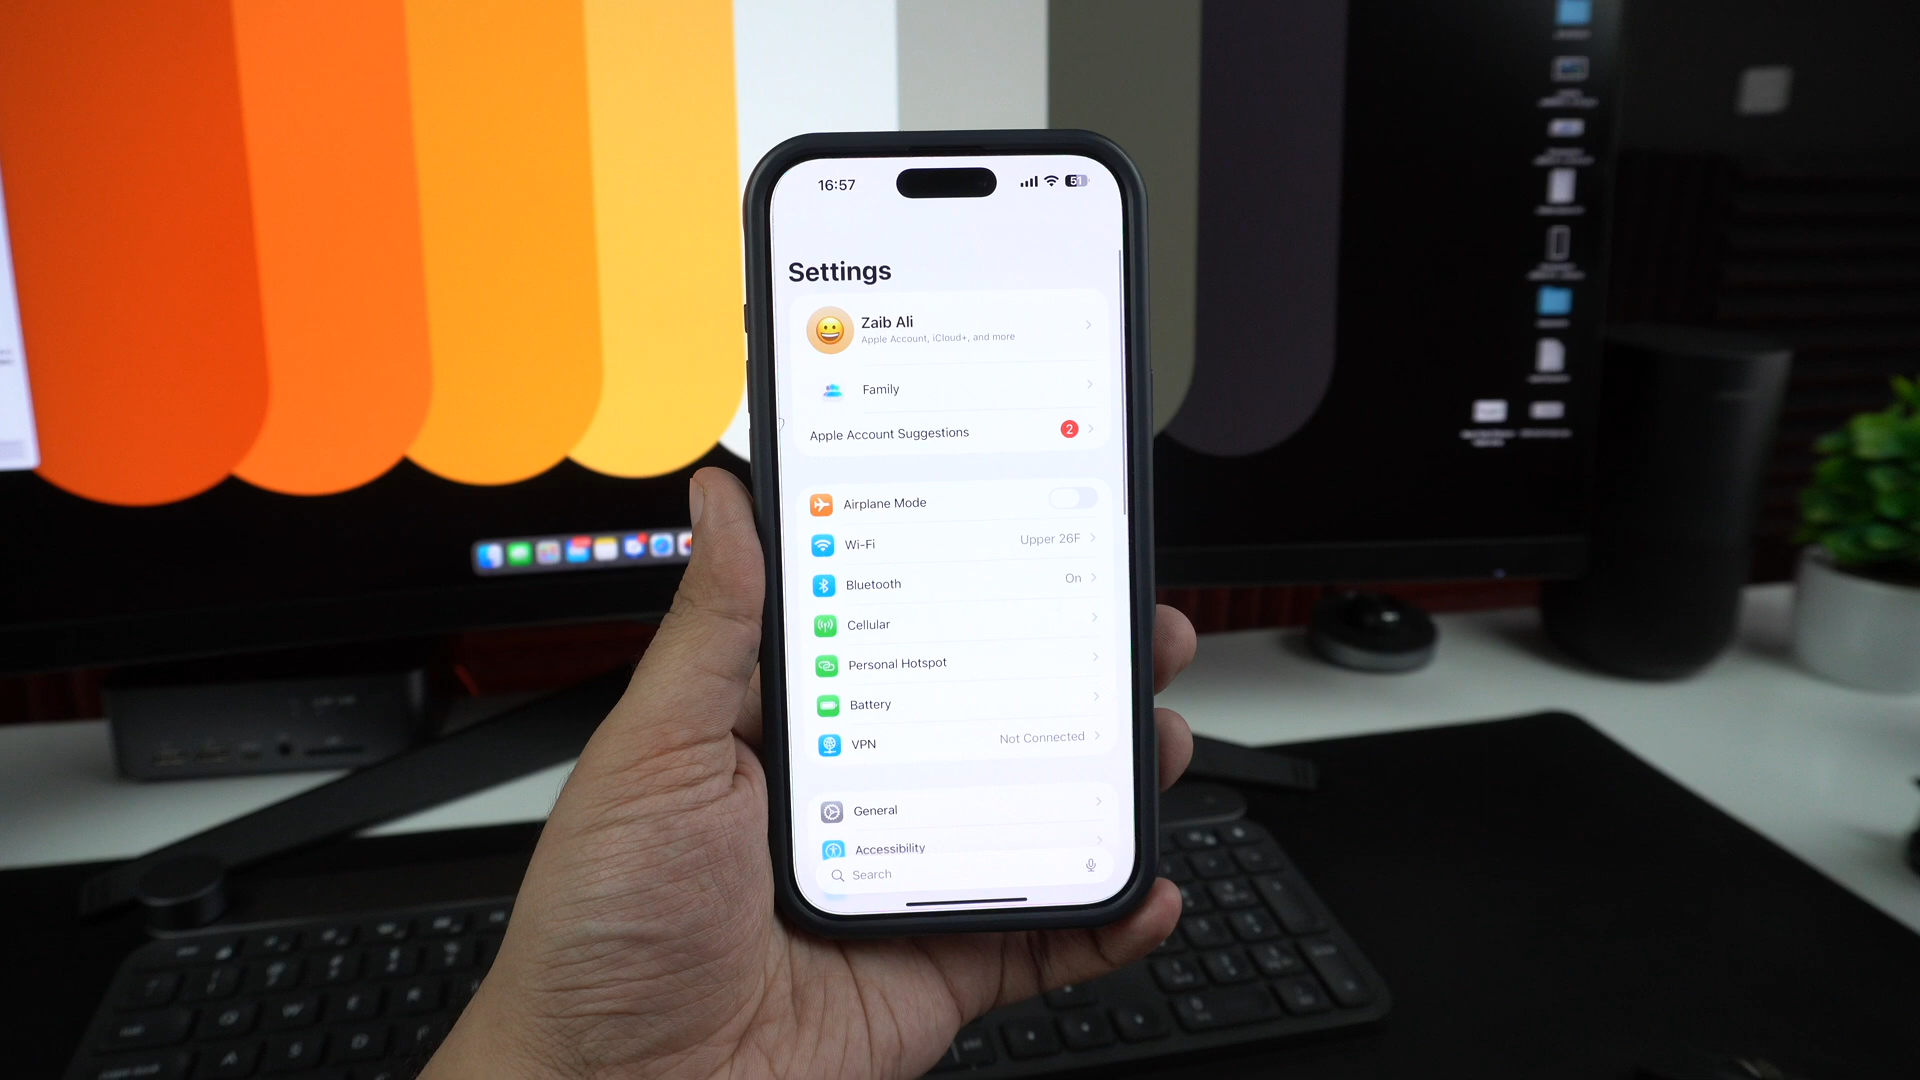 16:57
51
Settings
Zaib Ali
Apple Account, iCloud+, and more
Family
Apple Account Suggestions 2
Airplane Mode
Wi-Fi Upper 26F
Bluetooth On
Cellular
Personal Hotspot
Battery
VPN Not Connected
General
Accessibility
Search
Q W E R
A S D F